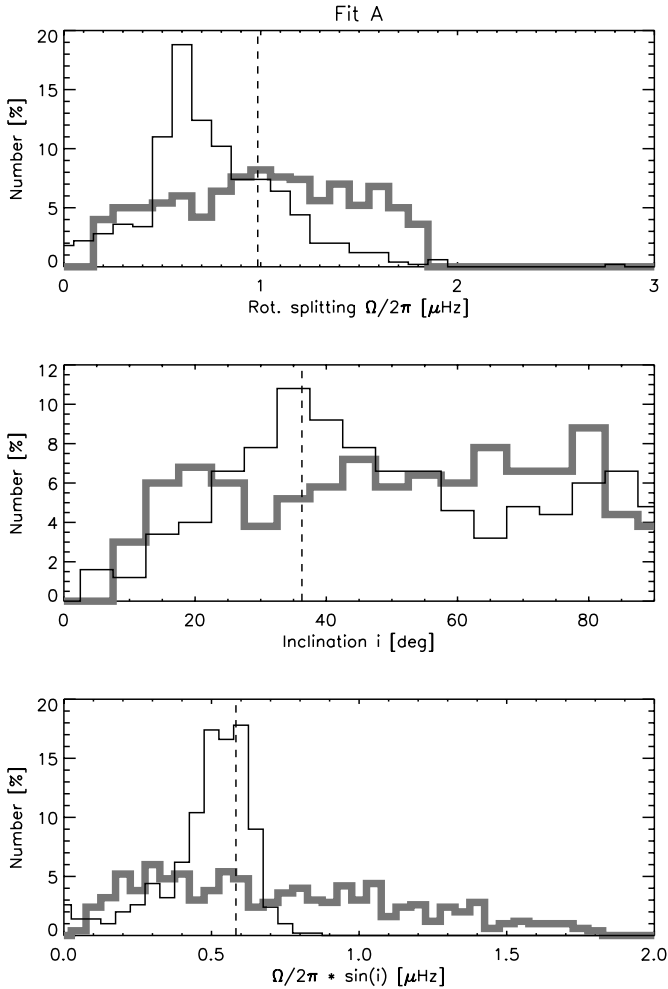 Fit A
20
15
10
5
0
Number [%]
0 1 2 3
Rot. splitting Ω/2π [μHz]
12
10
8
6
4
2
0
Number [%]
0 20 40 60 80
Inclination i [deg]
20
15
10
5
0
Number [%]
0.0 0.5 1.0 1.5 2.0
Ω/2π * sin(i) [μHz]